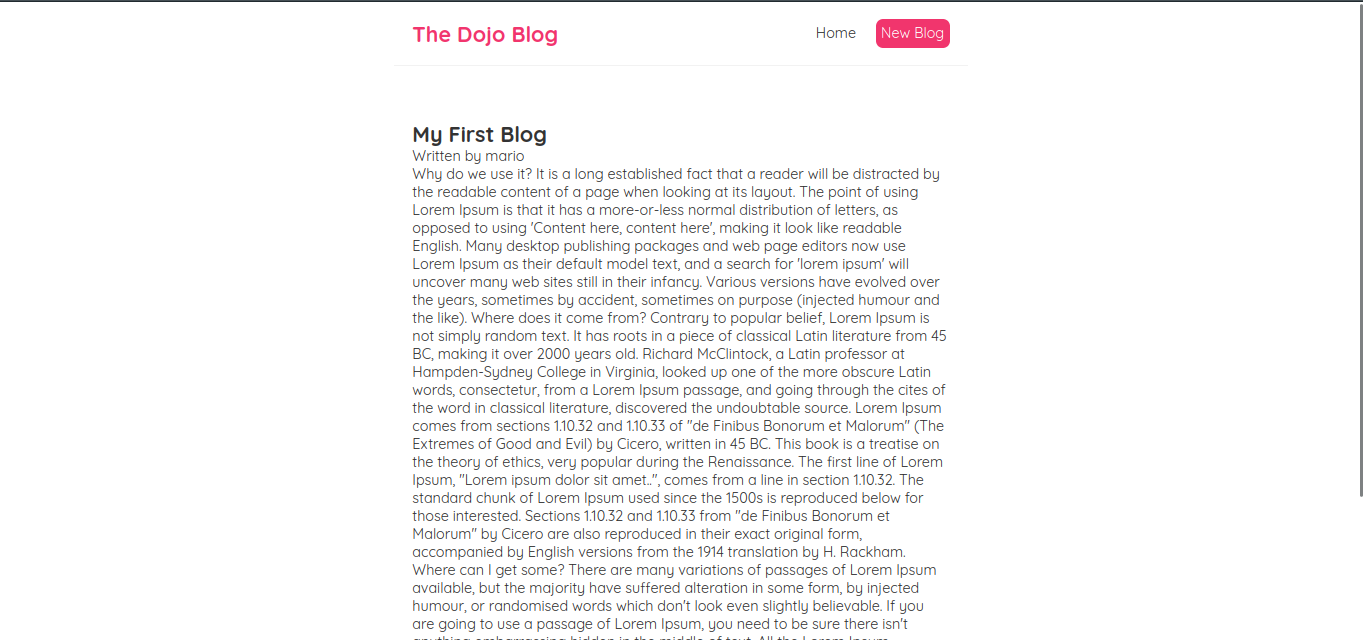 The Dojo Blog
Home
New Blog
My First Blog
Written by mario
Why do we use it? It is a long established fact that a reader will be distracted by
the readable content of a page when looking at its layout. The point of using
Lorem Ipsum is that it has a more-or-less normal distribution of letters, as
opposed to using 'Content here, content here', making it look like readable
English. Many desktop publishing packages and web page editors now use
Lorem Ipsum as their default model text, and a search for 'lorem ipsum' will
uncover many web sites still in their infancy. Various versions have evolved over
the years, sometimes by accident, sometimes on purpose (injected humour and
the like). Where does it come from? Contrary to popular belief, Lorem Ipsum is
not simply random text. It has roots in a piece of classical Latin literature from 45
BC, making it over 2000 years old. Richard McClintock, a Latin professor at
Hampden-Sydney College in Virginia, looked up one of the more obscure Latin
words, consectetur, from a Lorem Ipsum passage, and going through the cites of
the word in classical literature, discovered the undoubtable source. Lorem Ipsum
comes from sections 1.10.32 and 1.10.33 of "de Finibus Bonorum et Malorum" (The
Extremes of Good and Evil) by Cicero, written in 45 BC. This book is a treatise on
the theory of ethics, very popular during the Renaissance. The first line of Lorem
Ipsum, "Lorem ipsum dolor sit amet..", comes from a line in section 1.10.32. The
standard chunk of Lorem Ipsum used since the 1500s is reproduced below for
those interested. Sections 1.10.32 and 1.10.33 from "de Finibus Bonorum et
Malorum" by Cicero are also reproduced in their exact original form,
accompanied by English versions from the 1914 translation by H. Rackham.
Where can I get some? There are many variations of passages of Lorem Ipsum
available, but the majority have suffered alteration in some form, by injected
humour, or randomised words which don't look even slightly believable. If you
are going to use a passage of Lorem Ipsum, you need to be sure there isn't
anything embarrassing hidden in the middle of text. All the Lorem Ipsum